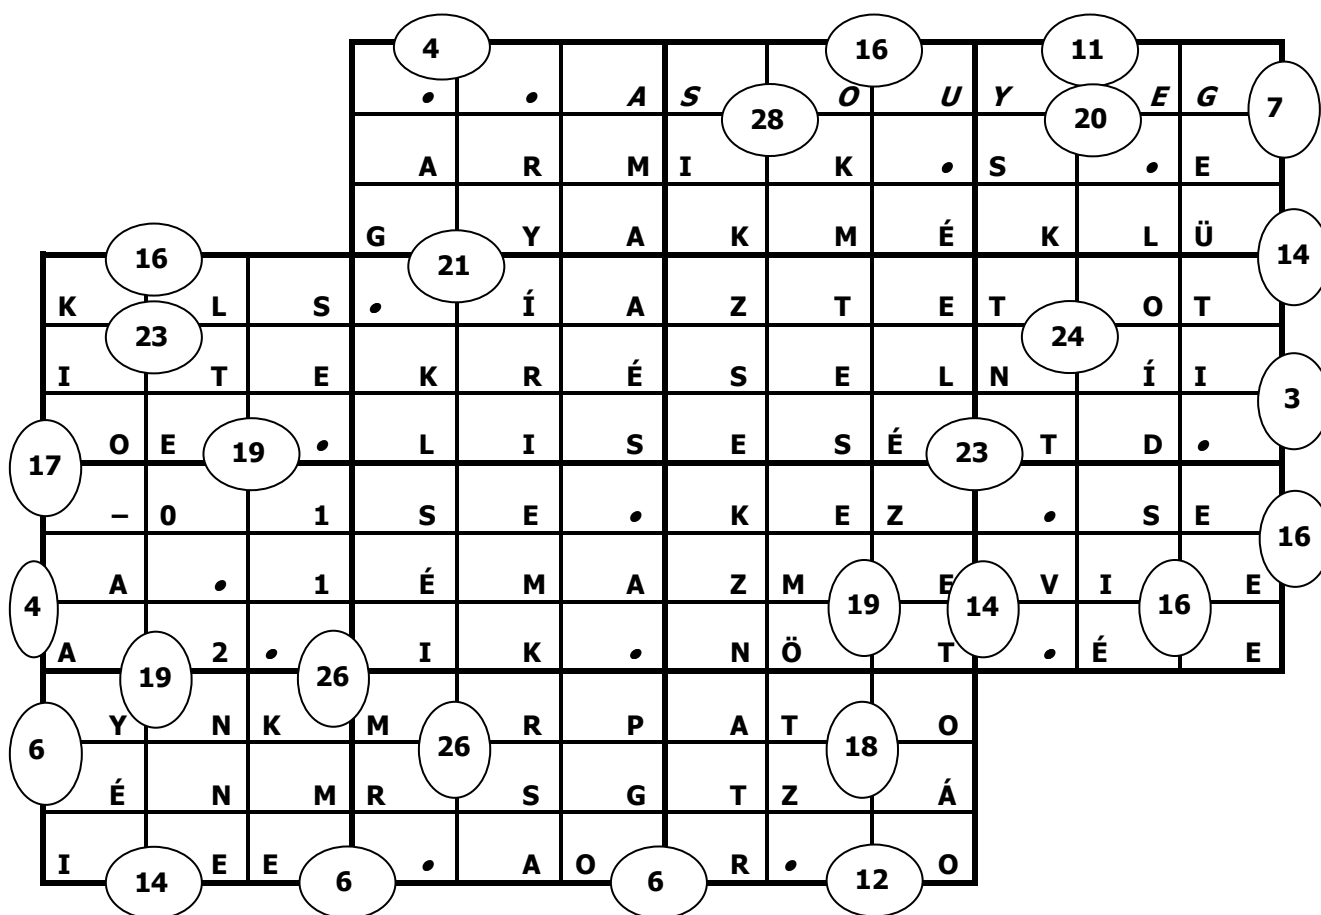 4 16 11
• • A S O U Y E G 7
28 20
A R M I K • S • E
G Y A K M É K L Ü
16 21 14
K L S • Í A Z T E T O T
23 24
I T E K R É S E L N Í I
3
O E • L I S E S É T D •
17 19 23
– 0 1 S E • K E Z • S E
16
A • 1 É M A Z M E V I E
4 19 14 16
A 2 • I K • N Ö T • É E
19 26
Y N K M R P A T O
6 26 18
É N M R S G T Z Á
I E E • A O R • O
14 6 6 12